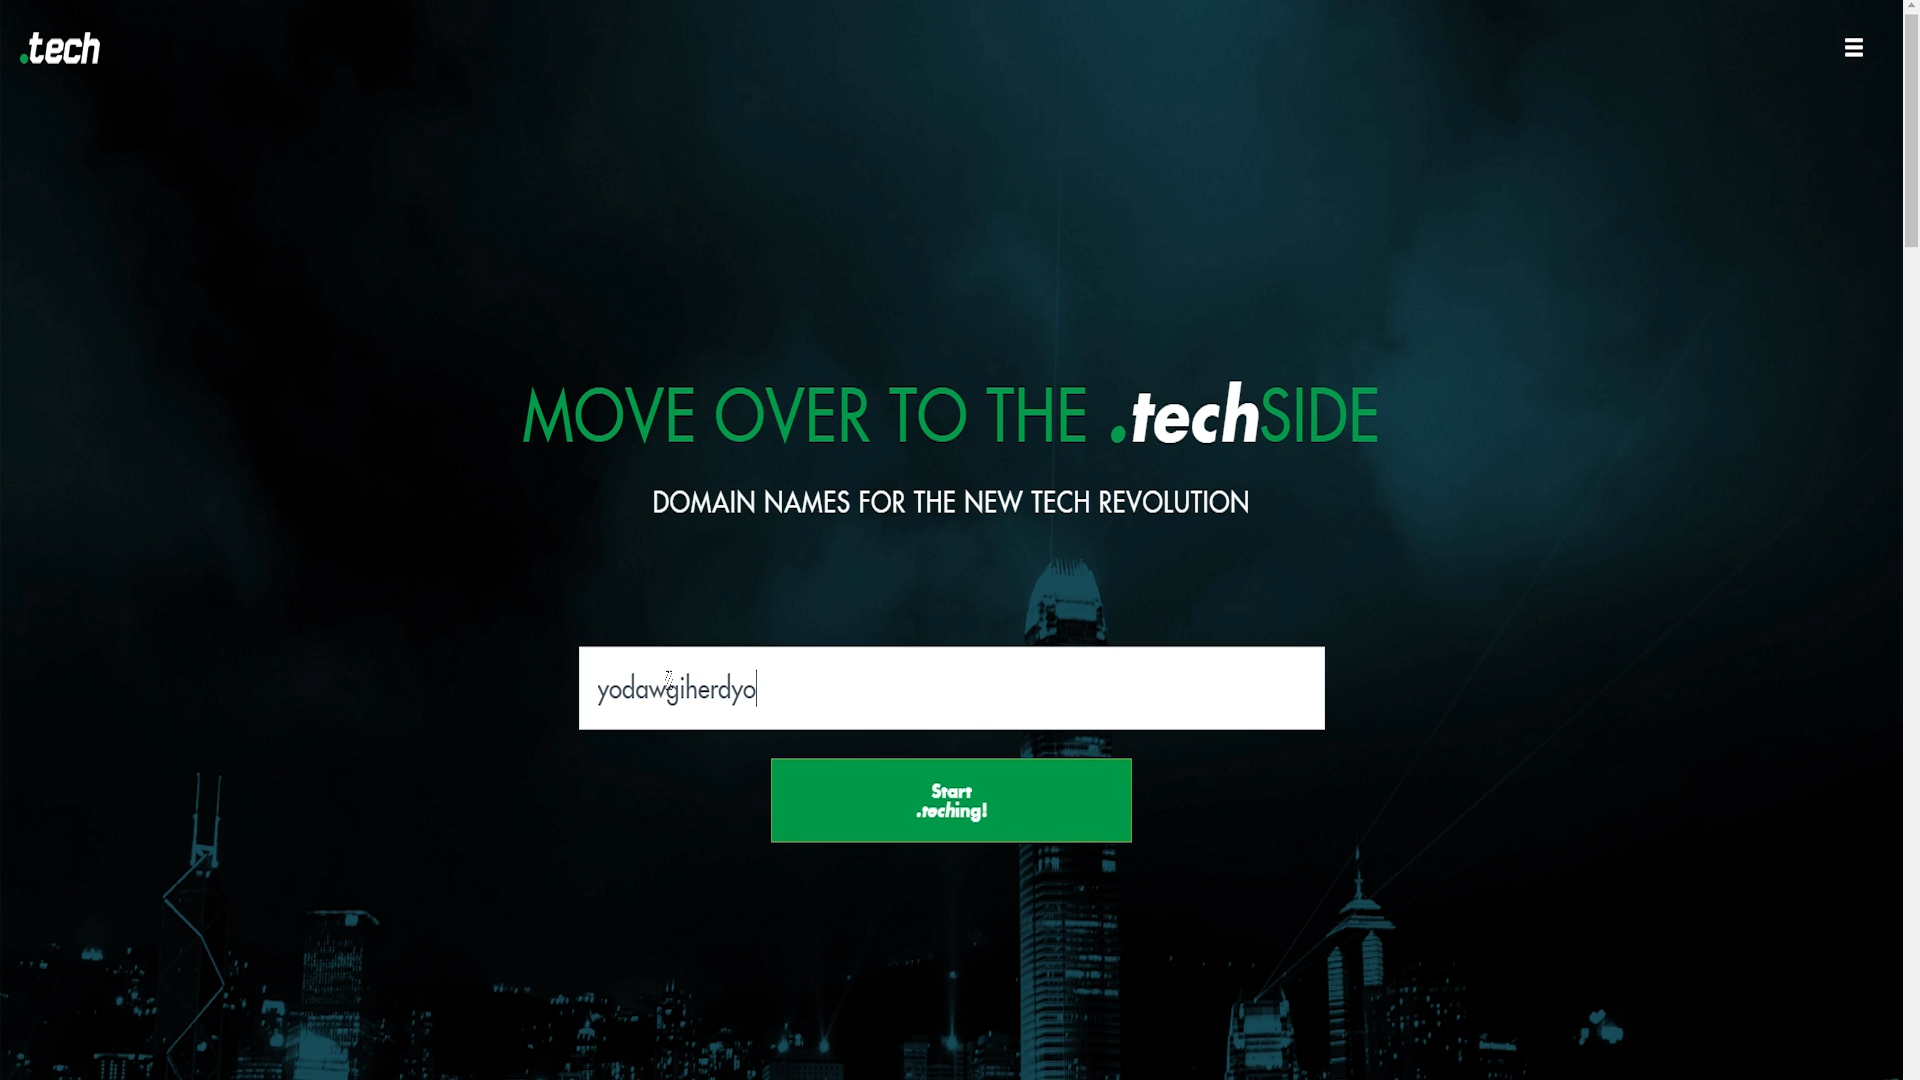 .tech
MOVE OVER TO THE .techSIDE
DOMAIN NAMES FOR THE NEW TECH REVOLUTION
yodawgiherdyo
Start
.teching!